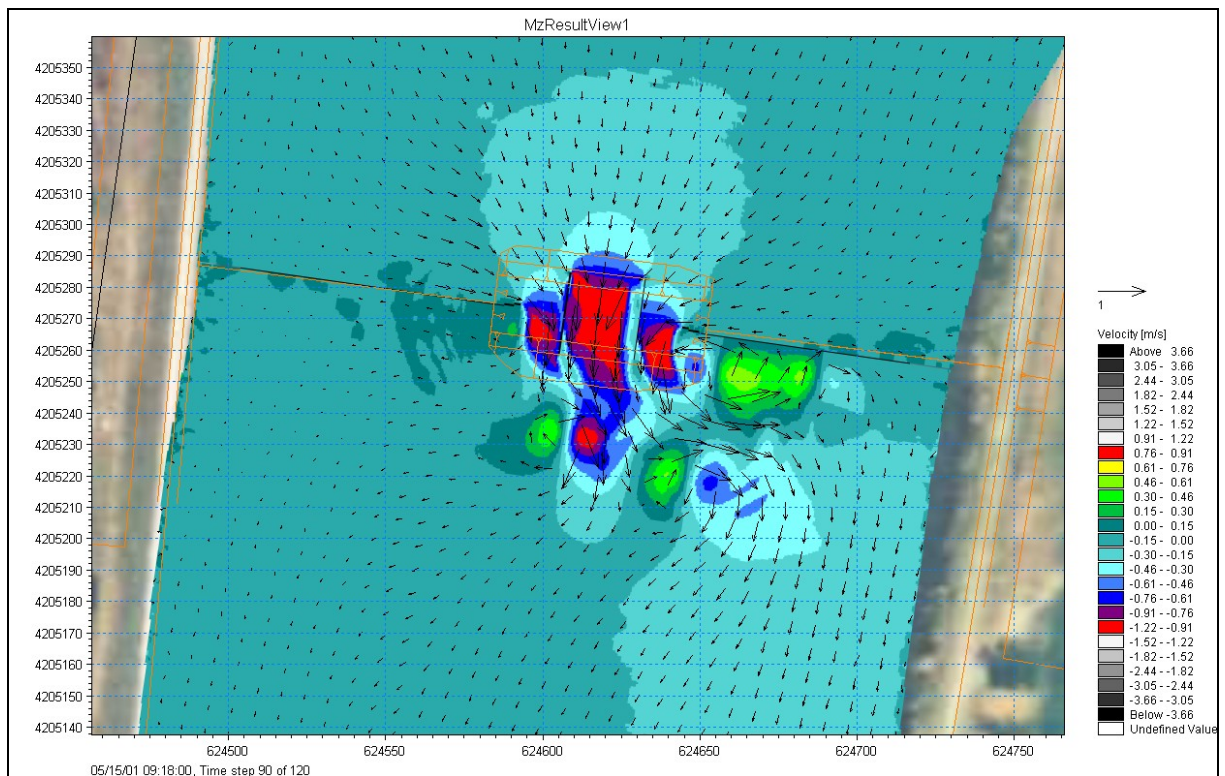 MzResultView1
4205350
4205340
4205330
4205320
4205310
4205300
4205290
4205280
4205270
4205260
4205250
4205240
4205230
4205220
4205210
4205200
4205190
4205180
4205170
4205160
4205150
4205140
624500 624550 624600 624650 624700 624750
05/15/01 09:18:00, Time step 90 of 120
1
Velocity [m/s]
Above 3.66
3.05 - 3.66
2.44 - 3.05
1.82 - 2.44
1.52 - 1.82
1.22 - 1.52
0.91 - 1.22
0.76 - 0.91
0.61 - 0.76
0.46 - 0.61
0.30 - 0.46
0.15 - 0.30
0.00 - 0.15
-0.15 - 0.00
-0.30 - -0.15
-0.46 - -0.30
-0.61 - -0.46
-0.76 - -0.61
-0.91 - -0.76
-1.22 - -0.91
-1.52 - -1.22
-1.82 - -1.52
-2.44 - -1.82
-3.05 - -2.44
-3.66 - -3.05
Below -3.66
Undefined Value